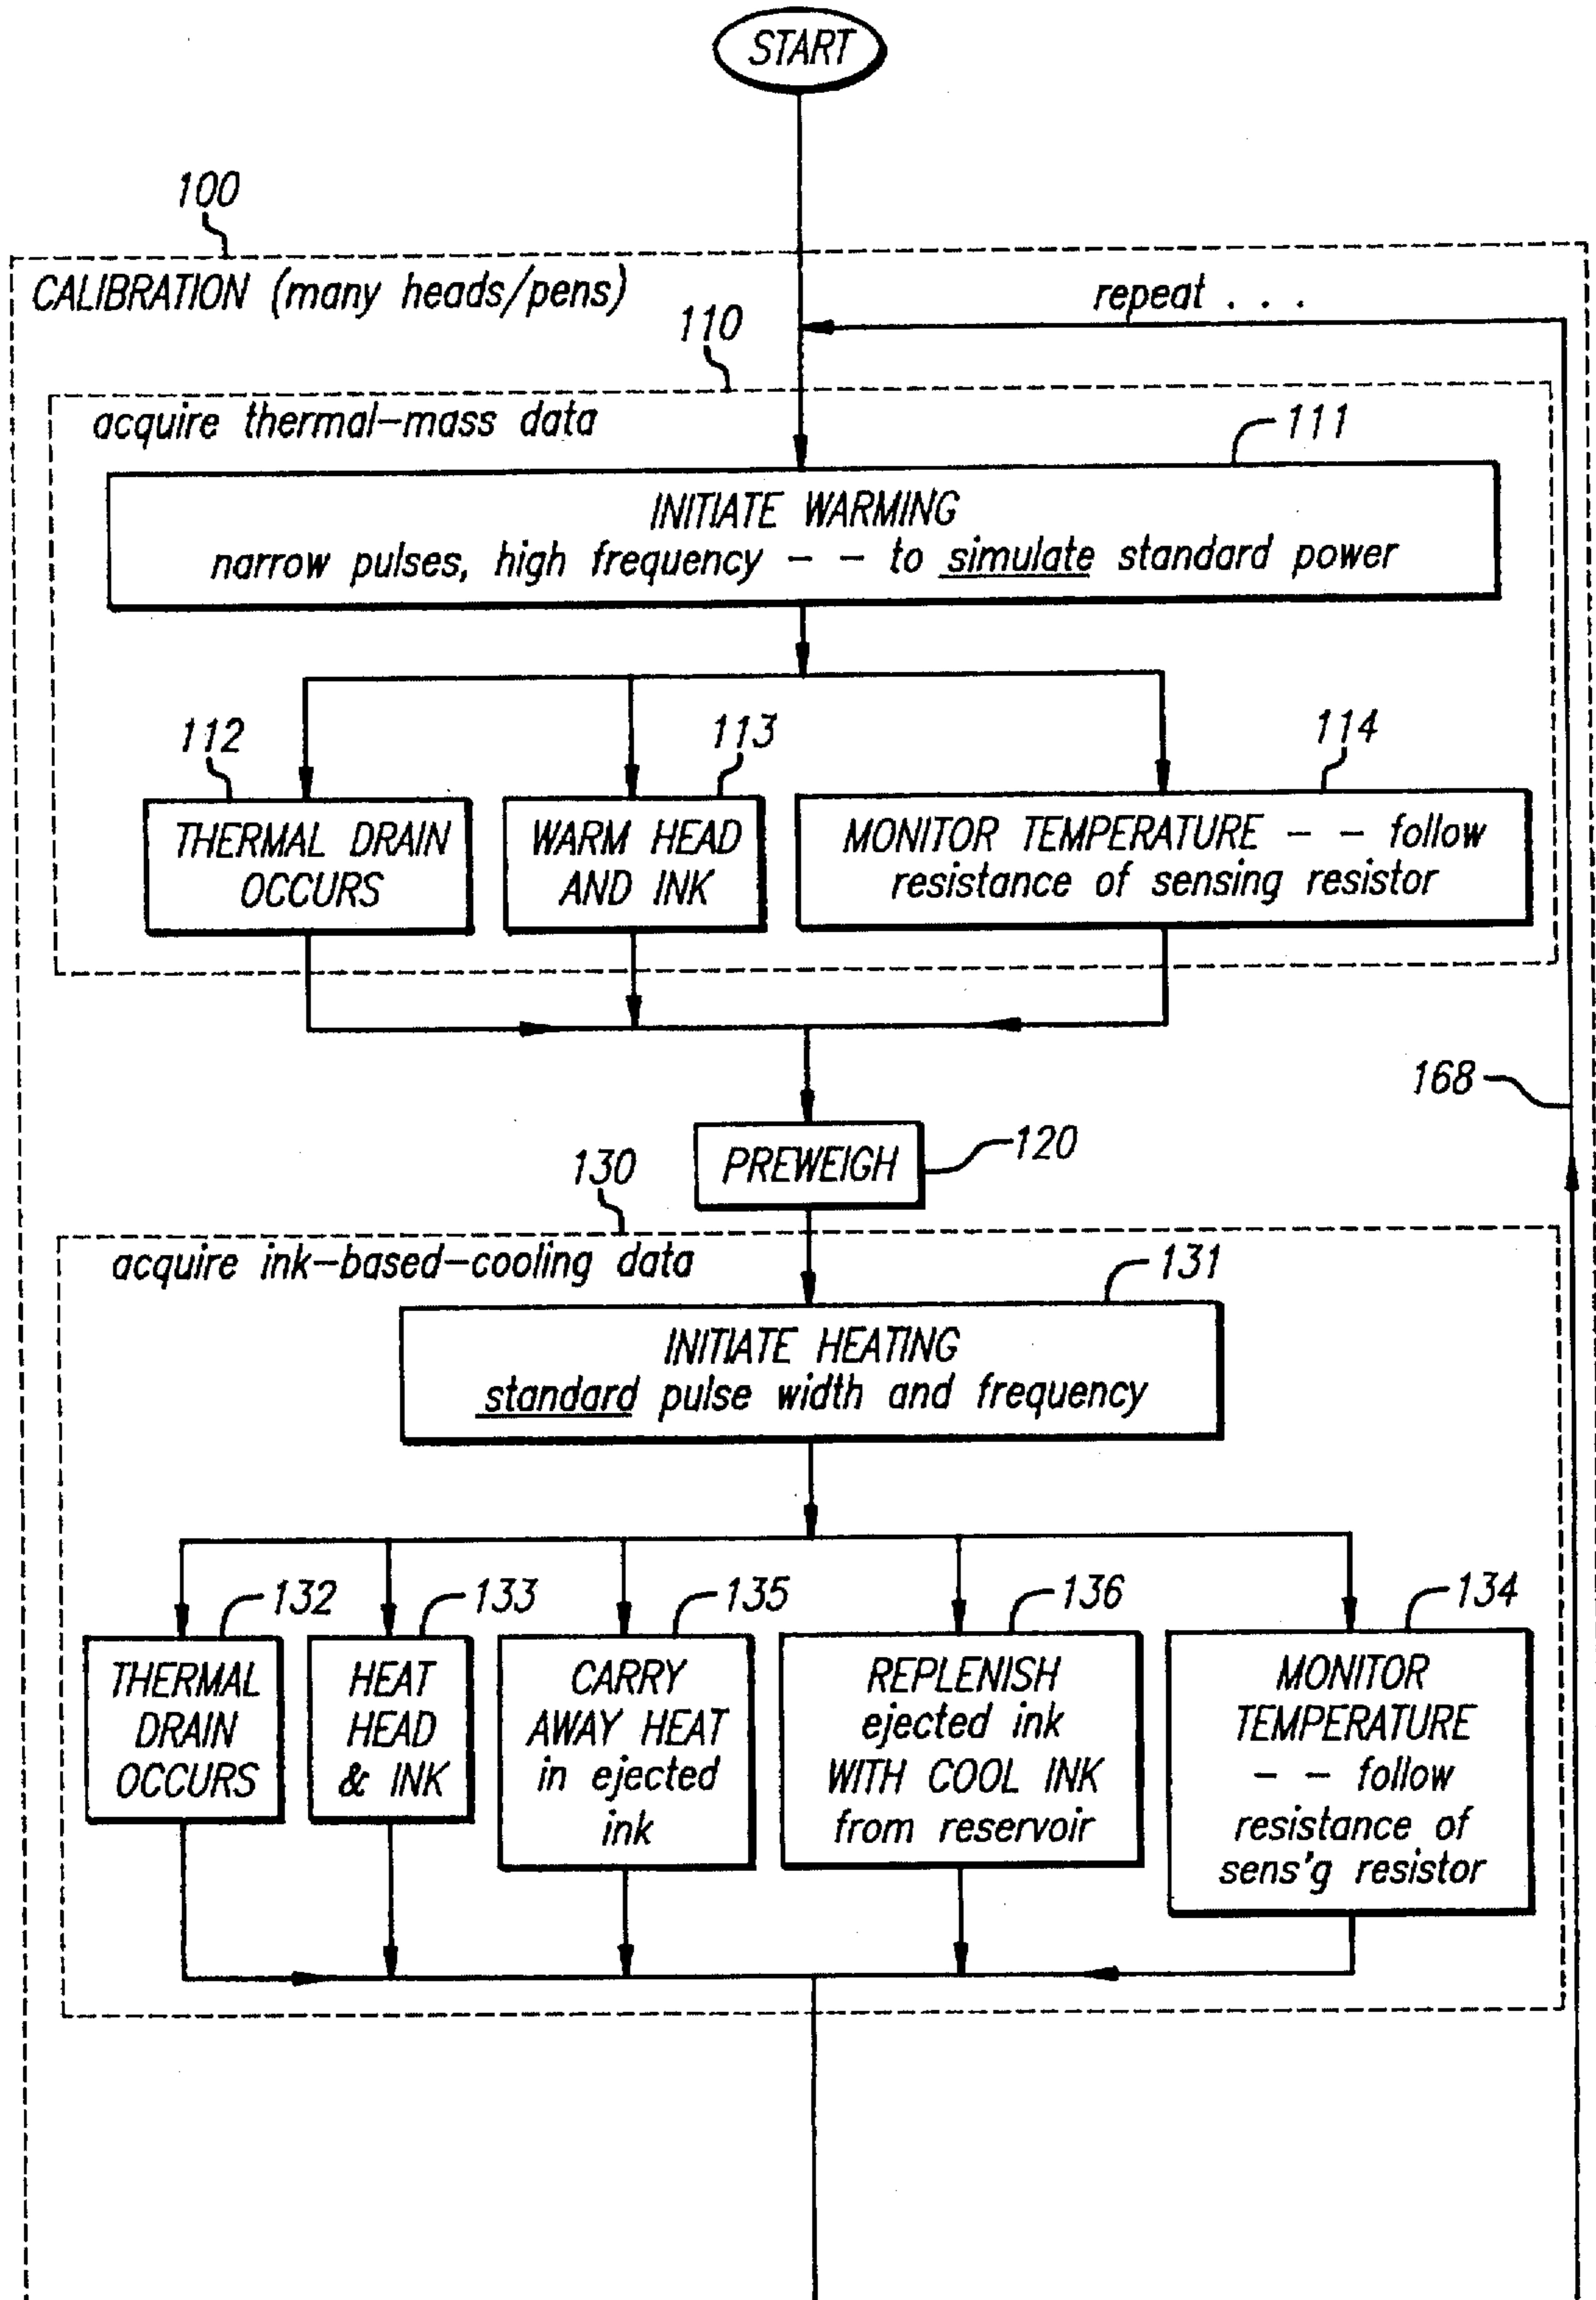 START
100
CALIBRATION (many heads/pens)
repeat . . .
110
acquire thermal-mass data
111
INITIATE WARMING
narrow pulses, high frequency - - to simulate standard power
112
113
114
THERMAL DRAIN
OCCURS
WARM HEAD
AND INK
MONITOR TEMPERATURE - - follow
resistance of sensing resistor
168
PREWEIGH
120
130
acquire ink-based-cooling data
131
INITIATE HEATING
standard pulse width and frequency
132
133
135
136
134
THERMAL
DRAIN
OCCURS
HEAT
HEAD
& INK
CARRY
AWAY HEAT
in ejected
ink
REPLENISH
ejected ink
WITH COOL INK
from reservoir
MONITOR
TEMPERATURE
- - follow
resistance of
sens'g resistor